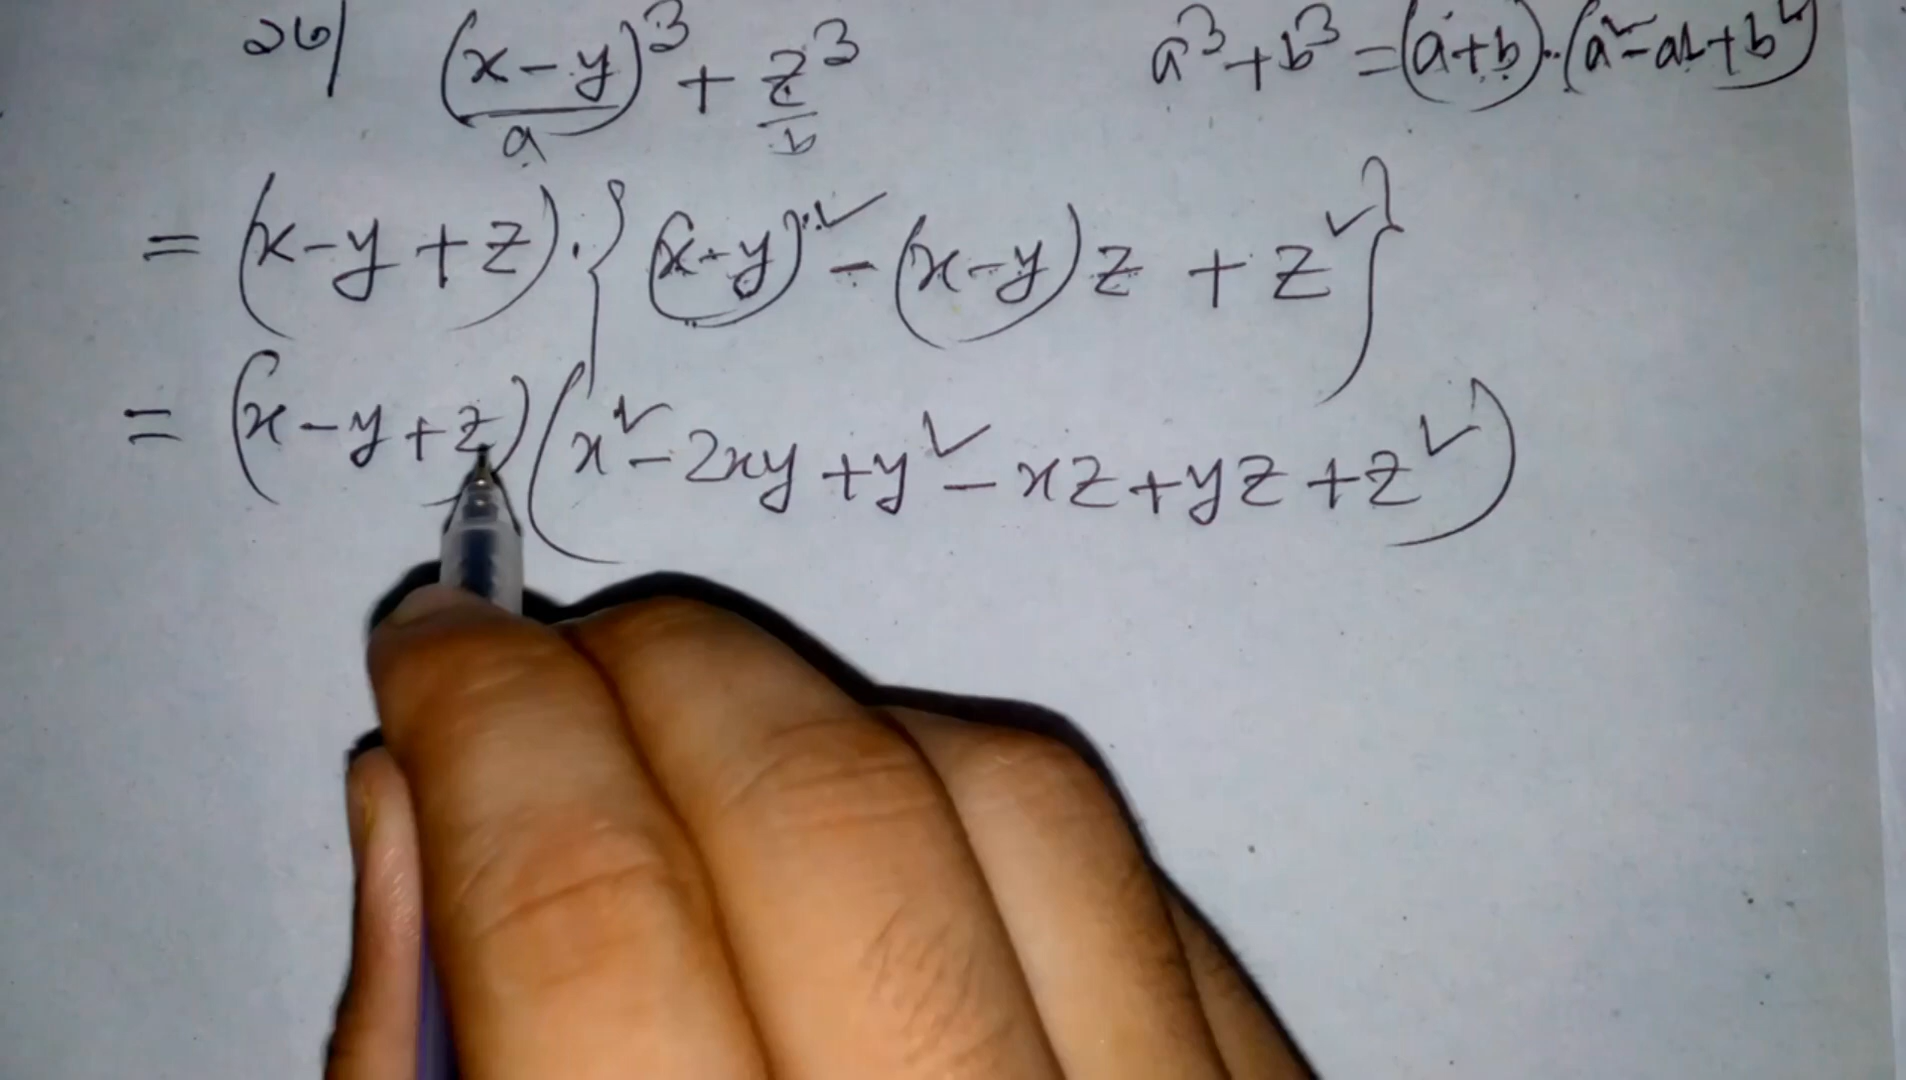 26) (x-y)³ + z³   a³+b³ = (a+b)·(a²-ab+b²)
a   b
= (x-y+z)·{(x-y)² - (x-y)z + z²}
= (x-y+z)(x²-2xy+y²-xz+yz+z²)